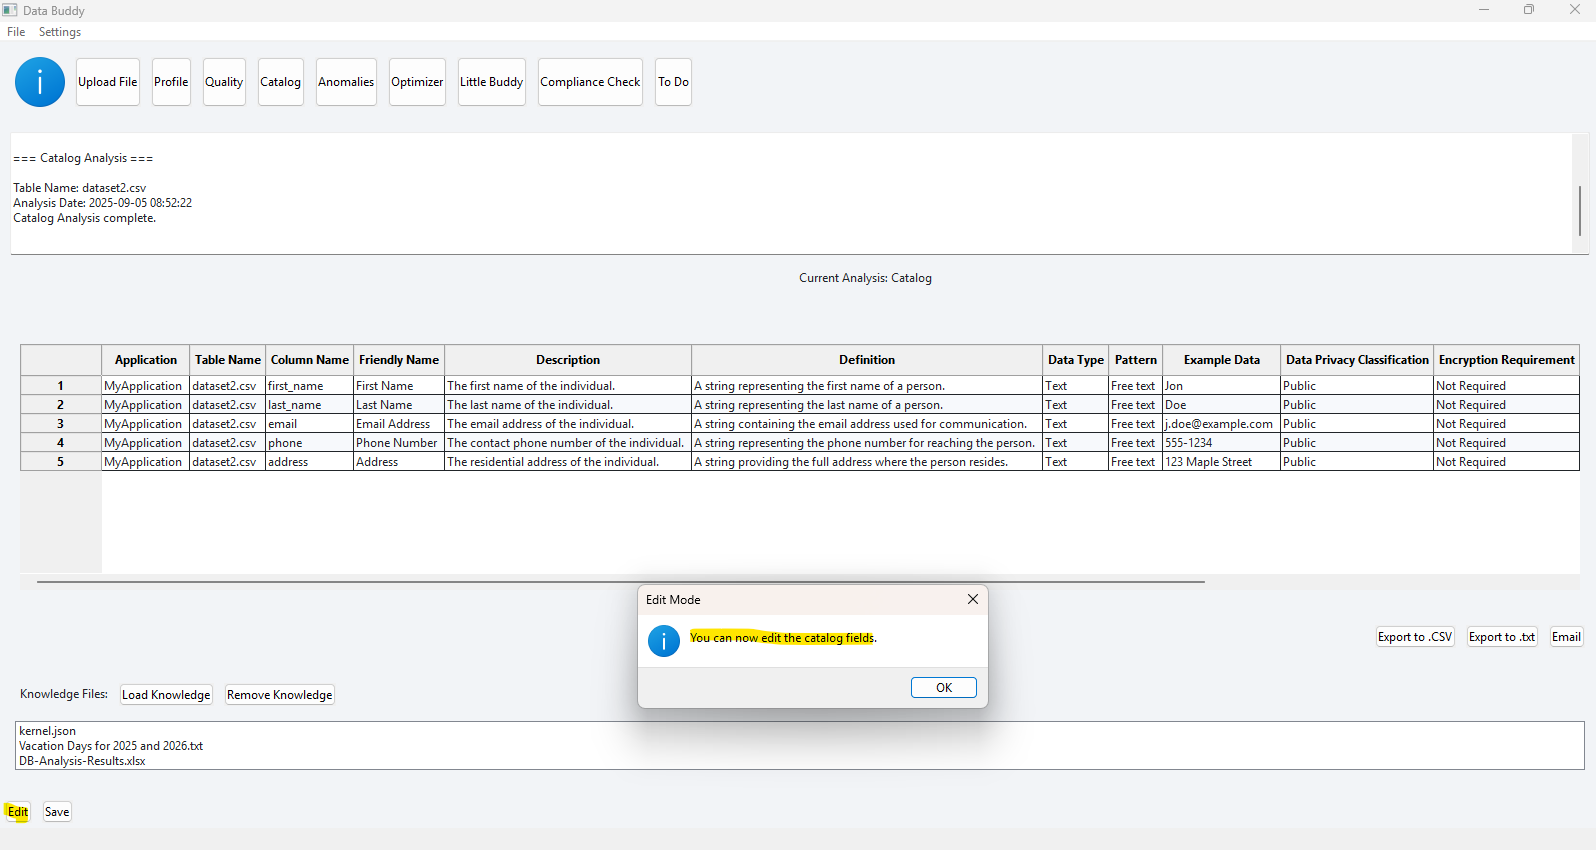 Data Buddy
File Settings
i Upload File Profile Quality Catalog Anomalies Optimizer Little Buddy Compliance Check To Do
=== Catalog Analysis ===
Table Name: dataset2.csv
Analysis Date: 2025-09-05 08:52:22
Catalog Analysis complete.
Current Analysis: Catalog
Application Table Name Column Name Friendly Name Description Definition Data Type Pattern Example Data Data Privacy Classification Encryption Requirement
1 MyApplication dataset2.csv first_name First Name The first name of the individual. A string representing the first name of a person. Text Free text Jon Public Not Required
2 MyApplication dataset2.csv last_name Last Name The last name of the individual. A string representing the last name of a person. Text Free text Doe Public Not Required
3 MyApplication dataset2.csv email Email Address The email address of the individual. A string containing the email address used for communication. Text Free text j.doe@example.com Public Not Required
4 MyApplication dataset2.csv phone Phone Number The contact phone number of the individual. A string representing the phone number for reaching the person. Text Free text 555-1234 Public Not Required
5 MyApplication dataset2.csv address Address The residential address of the individual. A string providing the full address where the person resides. Text Free text 123 Maple Street Public Not Required
Edit Mode
i You can now edit the catalog fields.
OK
Export to .CSV Export to .txt Email
Knowledge Files: Load Knowledge Remove Knowledge
kernel.json
Vacation Days for 2025 and 2026.txt
DB-Analysis-Results.xlsx
Edit Save